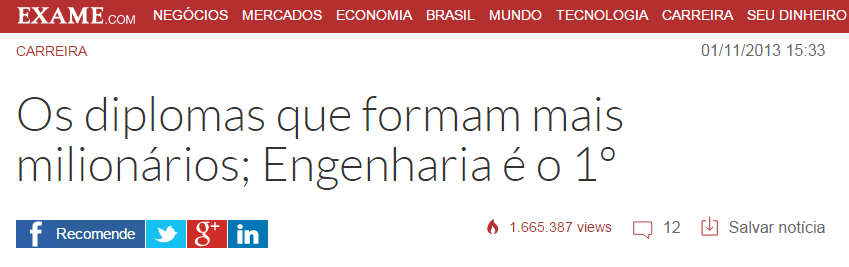 EXAME.COM NEGÓCIOS MERCADOS ECONOMIA BRASIL MUNDO TECNOLOGIA CARREIRA SEU DINHEIRO
CARREIRA 01/11/2013 15:33
Os diplomas que formam mais
milionários; Engenharia é o 1º
f Recomende g+ in 1.665.387 views 12 Salvar notícia